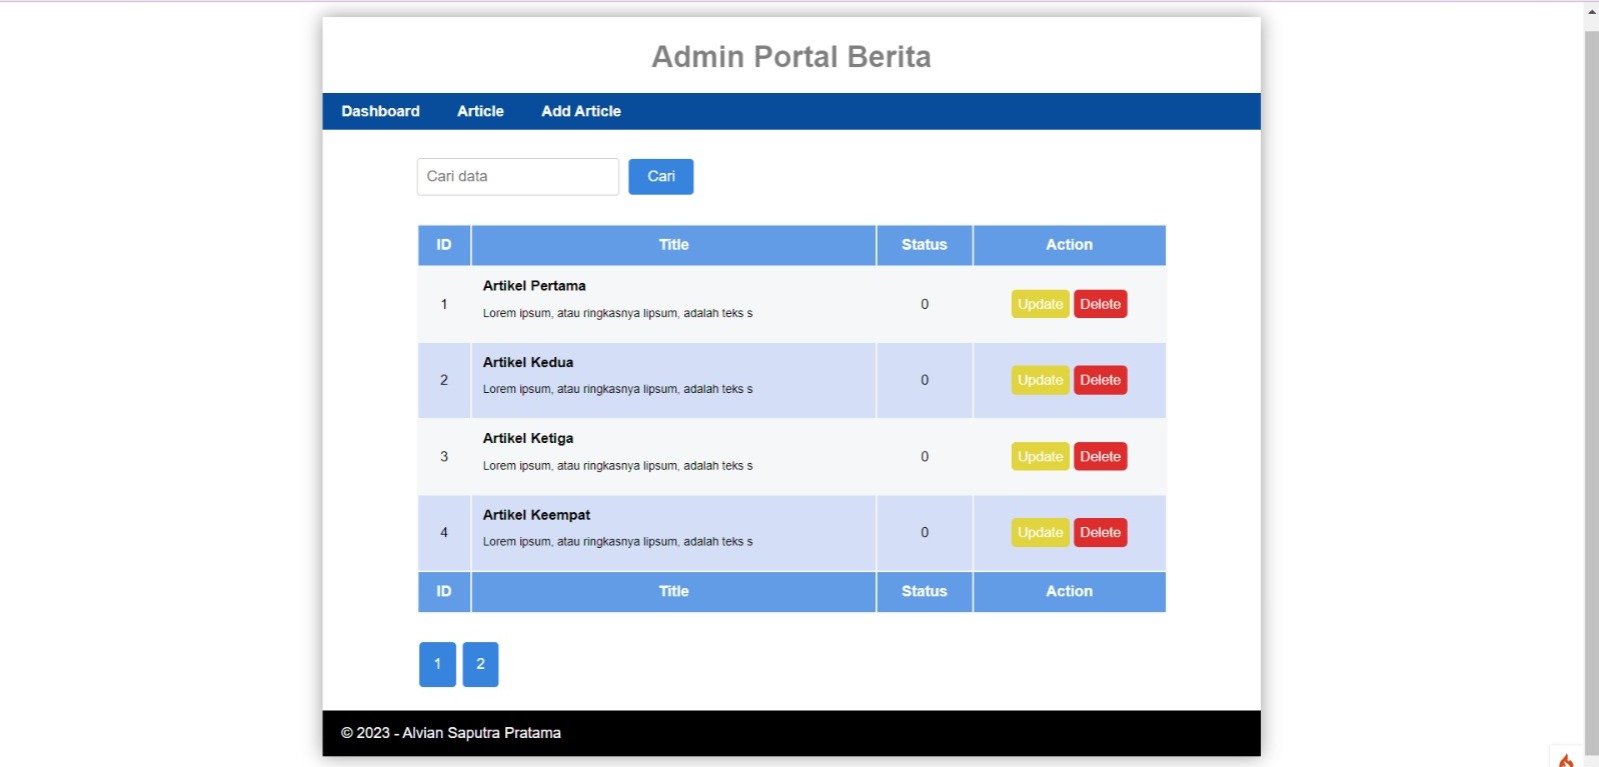 Admin Portal Berita
Dashboard Article Add Article
Cari data Cari
ID Title Status Action
Artikel Pertama
1 0 Update Delete
Lorem ipsum, atau ringkasnya lipsum, adalah teks s
Artikel Kedua
2 0 Update Delete
Lorem ipsum, atau ringkasnya lipsum, adalah teks s
Artikel Ketiga
3 0 Update Delete
Lorem ipsum, atau ringkasnya lipsum, adalah teks s
Artikel Keempat
4 0 Update Delete
Lorem ipsum, atau ringkasnya lipsum, adalah teks s
ID Title Status Action
1 2
© 2023 - Alvian Saputra Pratama